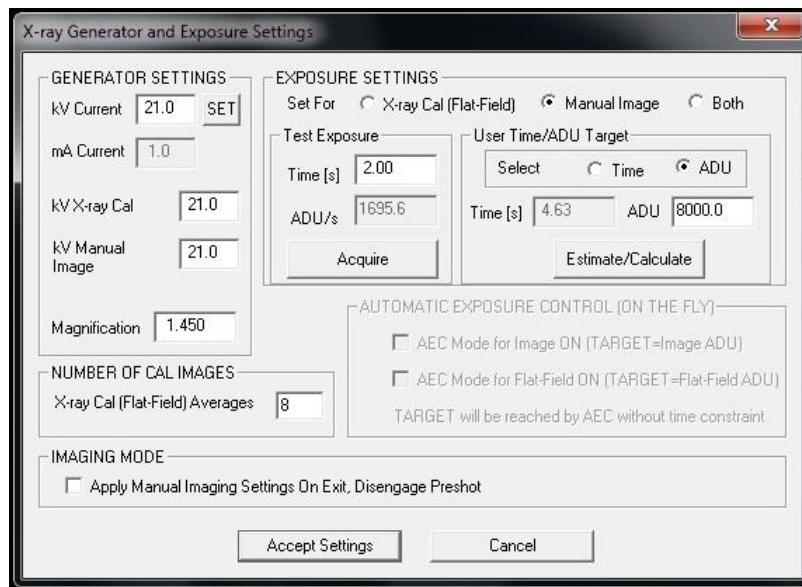 X-ray Generator and Exposure Settings
GENERATOR SETTINGS
kV Current 21.0 SET
mA Current 1.0
kV X-ray Cal 21.0
kV Manual Image 21.0
Magnification 1.450
EXPOSURE SETTINGS
Set For X-ray Cal (Flat-Field) Manual Image Both
Test Exposure
Time [s] 2.00
ADU/s 1695.6
Acquire
User Time/ADU Target
Select Time ADU
Time [s] 4.63 ADU 8000.0
Estimate/Calculate
AUTOMATIC EXPOSURE CONTROL (ON THE FLY)
AEC Mode for Image ON (TARGET=Image ADU)
AEC Mode for Flat-Field ON (TARGET=Flat-Field ADU)
TARGET will be reached by AEC without time constraint
NUMBER OF CAL IMAGES
X-ray Cal (Flat-Field) Averages 8
IMAGING MODE
Apply Manual Imaging Settings On Exit, Disengage Preshot
Accept Settings Cancel